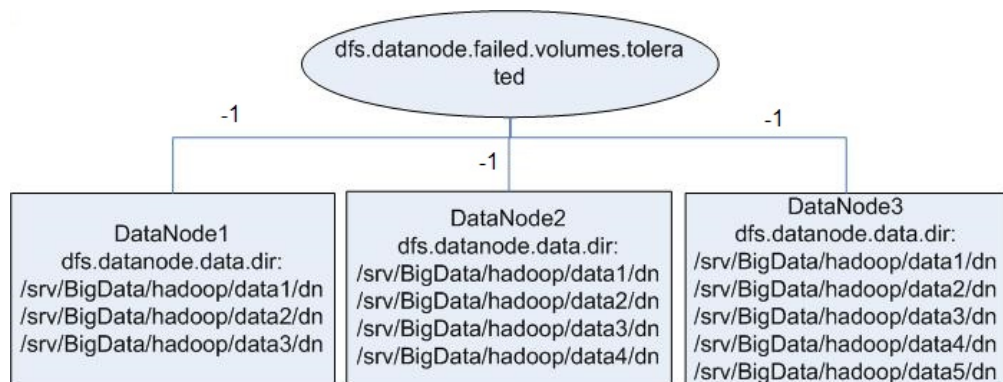 dfs.datanode.failed.volumes.tolera
ted
-1
-1
-1
DataNode1
dfs.datanode.data.dir:
/srv/BigData/hadoop/data1/dn
/srv/BigData/hadoop/data2/dn
/srv/BigData/hadoop/data3/dn
DataNode2
dfs.datanode.data.dir:
/srv/BigData/hadoop/data1/dn
/srv/BigData/hadoop/data2/dn
/srv/BigData/hadoop/data3/dn
/srv/BigData/hadoop/data4/dn
DataNode3
dfs.datanode.data.dir:
/srv/BigData/hadoop/data1/dn
/srv/BigData/hadoop/data2/dn
/srv/BigData/hadoop/data3/dn
/srv/BigData/hadoop/data4/dn
/srv/BigData/hadoop/data5/dn